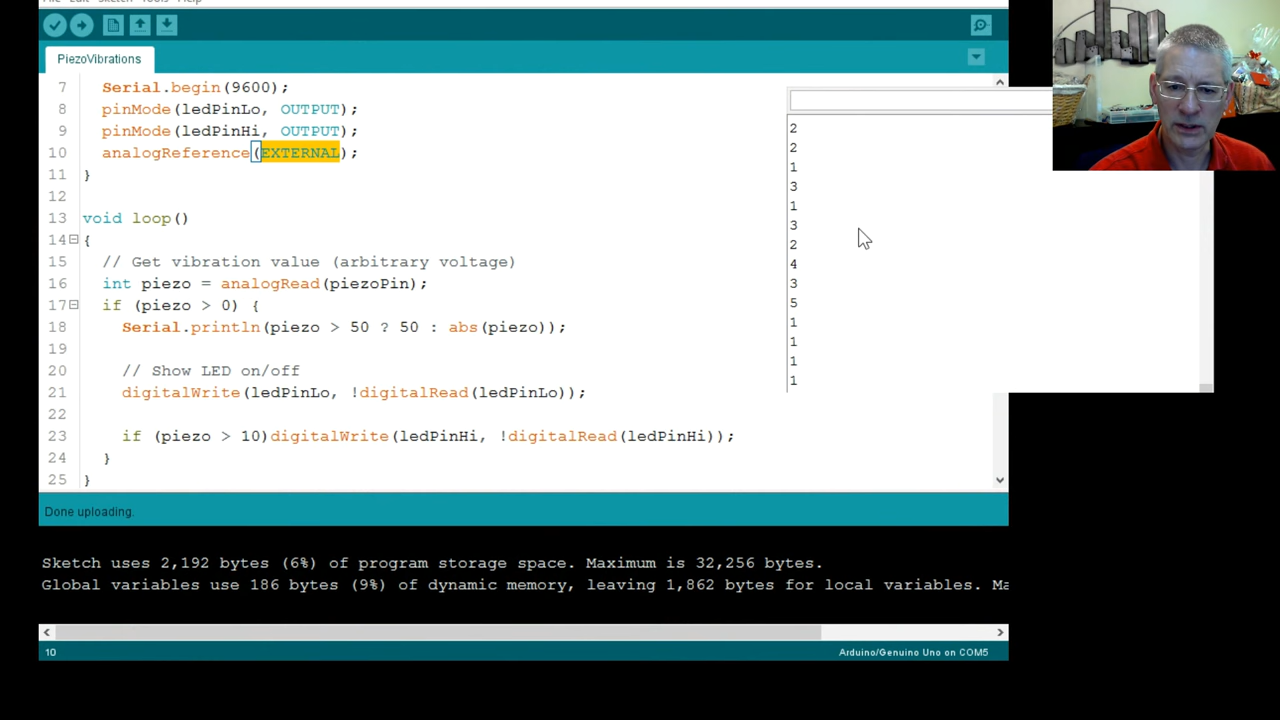 PiezoVibrations
7 Serial.begin(9600);
8 pinMode(ledPinLo, OUTPUT);
9 pinMode(ledPinHi, OUTPUT);
10 analogReference(EXTERNAL);
11 }
12
13 void loop()
14 {
15 // Get vibration value (arbitrary voltage)
16 int piezo = analogRead(piezoPin);
17 if (piezo > 0) {
18 Serial.println(piezo > 50 ? 50 : abs(piezo));
19
20 // Show LED on/off
21 digitalWrite(ledPinLo, !digitalRead(ledPinLo));
22
23 if (piezo > 10)digitalWrite(ledPinHi, !digitalRead(ledPinHi));
24 }
25 }
2
2
1
3
1
3
2
4
3
5
1
1
1
1
Done uploading.
Sketch uses 2,192 bytes (6%) of program storage space. Maximum is 32,256 bytes.
Global variables use 186 bytes (9%) of dynamic memory, leaving 1,862 bytes for local variables. Ma
10
Arduino/Genuino Uno on COM5